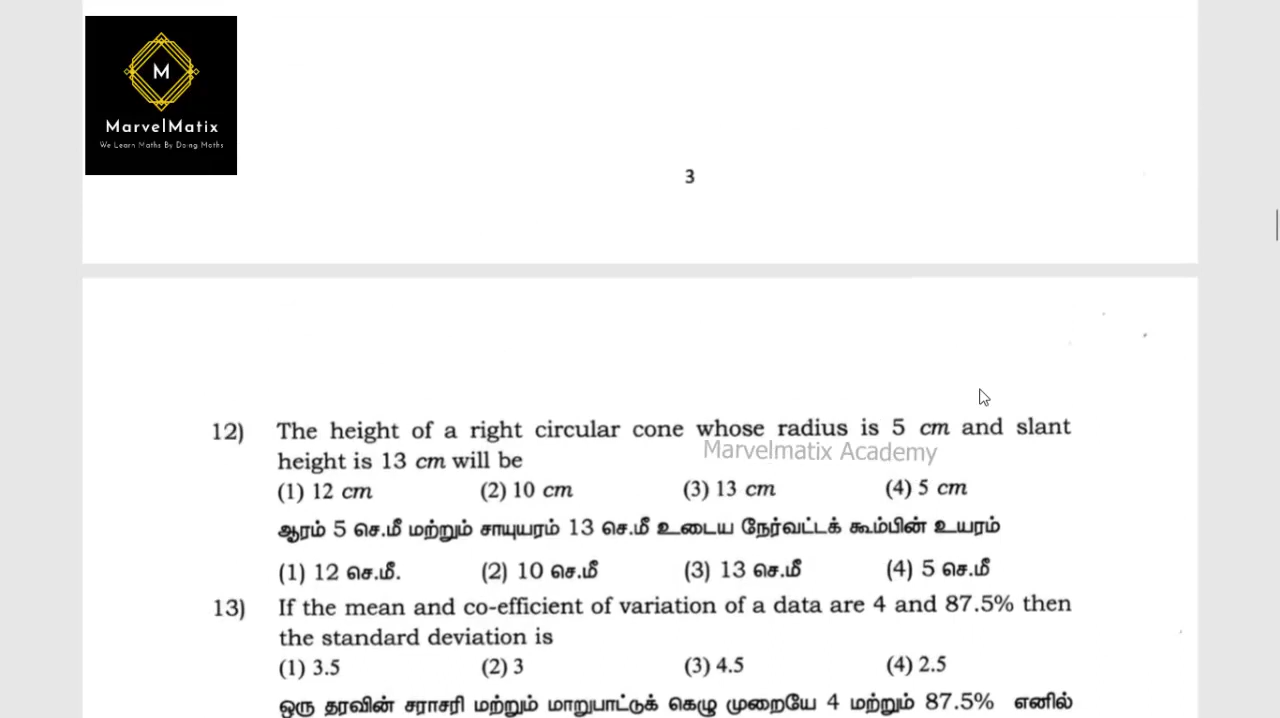 M
MarvelMatix
We Learn Maths By Doing Maths
3
12) The height of a right circular cone whose radius is 5 cm and slant
Marvelmatix Academy
height is 13 cm will be
(1) 12 cm (2) 10 cm (3) 13 cm (4) 5 cm
ஆரம் 5 செ.மீ மற்றும் சாயுயரம் 13 செ.மீ உடைய நேர்வட்டக் கூம்பின் உயரம்
(1) 12 செ.மீ. (2) 10 செ.மீ (3) 13 செ.மீ (4) 5 செ.மீ
13) If the mean and co-efficient of variation of a data are 4 and 87.5% then
the standard deviation is
(1) 3.5 (2) 3 (3) 4.5 (4) 2.5
ஒரு தரவின் சராசரி மற்றும் மாறுபாட்டுக் கெழு முறையே 4 மற்றும் 87.5% எனில்